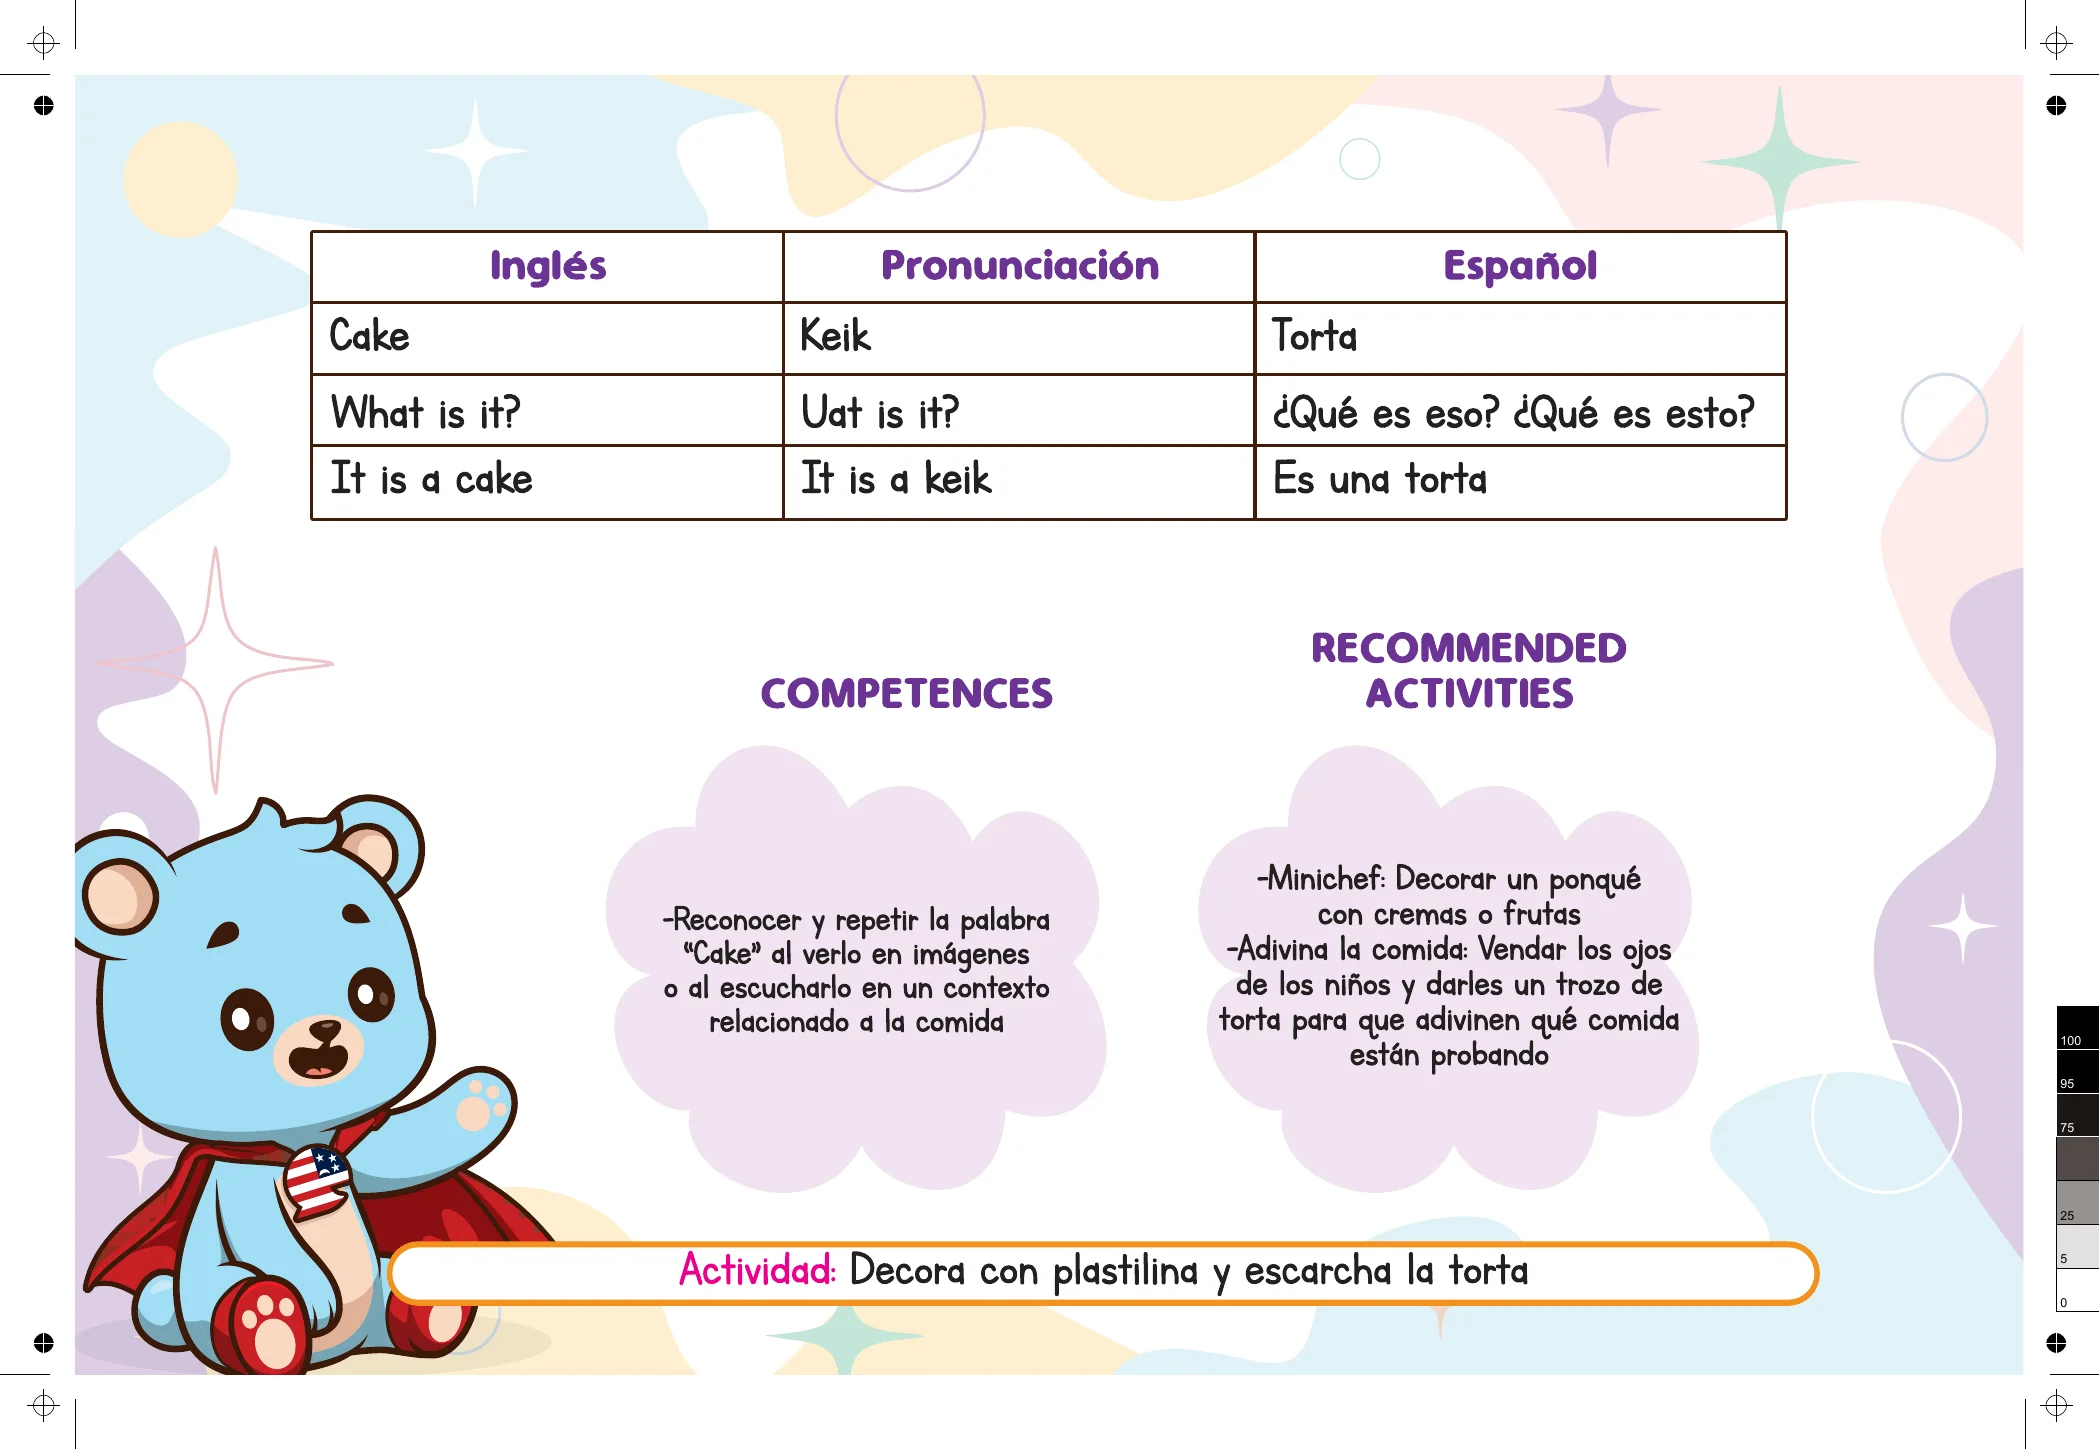 Inglés Pronunciación Español
Cake Keik Torta
What is it? Uat is it? ¿Qué es eso? ¿Qué es esto?
It is a cake It is a keik Es una torta
COMPETENCES
-Reconocer y repetir la palabra
“Cake” al verlo en imágenes
o al escucharlo en un contexto
relacionado a la comida
RECOMMENDED
ACTIVITIES
-Minichef: Decorar un ponqué
con cremas o frutas
-Adivina la comida: Vendar los ojos
de los niños y darles un trozo de
torta para que adivinen qué comida
están probando
Actividad: Decora con plastilina y escarcha la torta
100
95
75
25
5
0